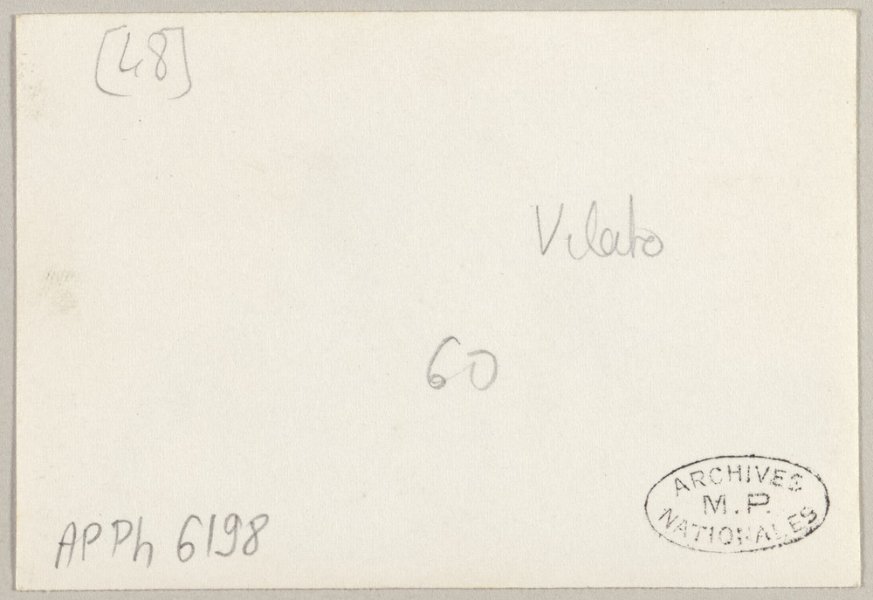 [48]
Vilato
60
APPh 6198
ARCHIVES
M.P.
NATIONALES